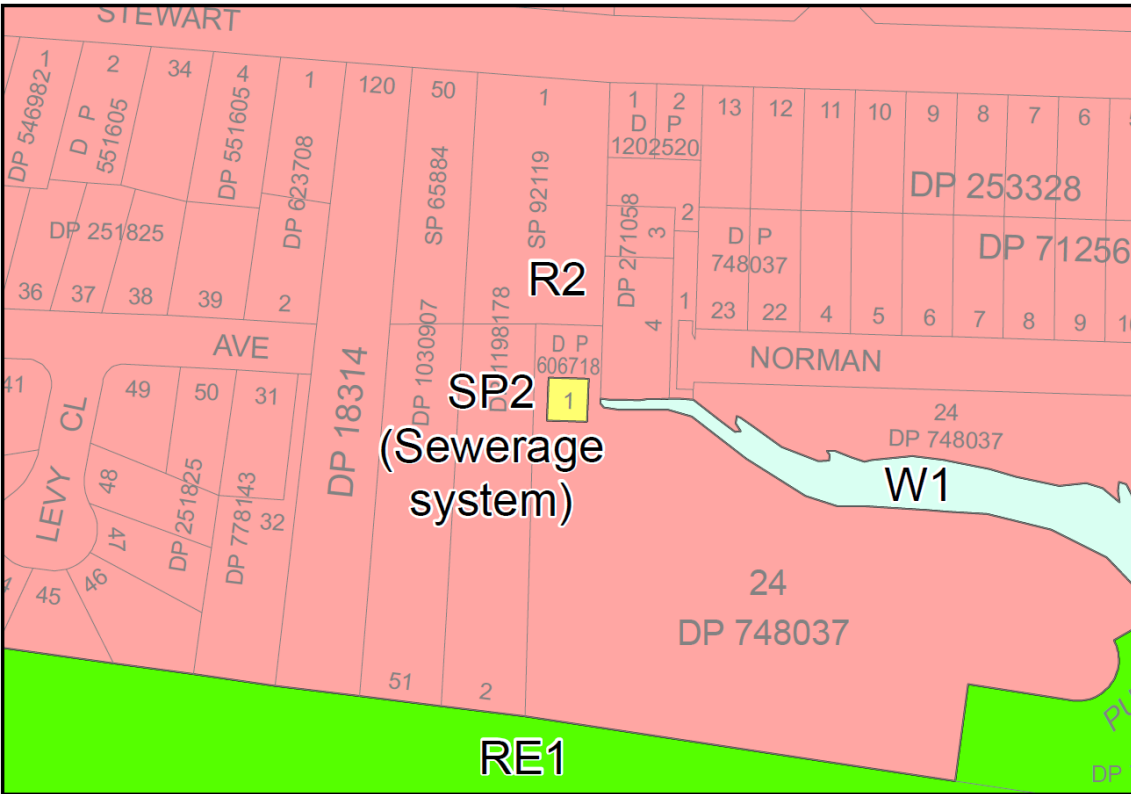 STEWART
1
2
34
4
1
120
50
1
1
2
13
12
11
10
9
8
7
6
DP 546982
D P
551605
DP 551605
DP 623708
SP 65884
SP 92119
D P
1202520
DP 253328
DP 251825
DP 271058
3
2
D P
748037
DP 71256
R2
36
37
38
39
2
DP 1030907
DP 1198178
4
1
23
22
4
5
6
7
8
9
AVE
D P
606718
NORMAN
41
49
50
31
CL
LEVY
DP 18314
SP2
(Sewerage
system)
1
24
DP 748037
W1
48
47
DP 251825
DP 778143
32
45
46
24
DP 748037
51
2
RE1
PU
DP